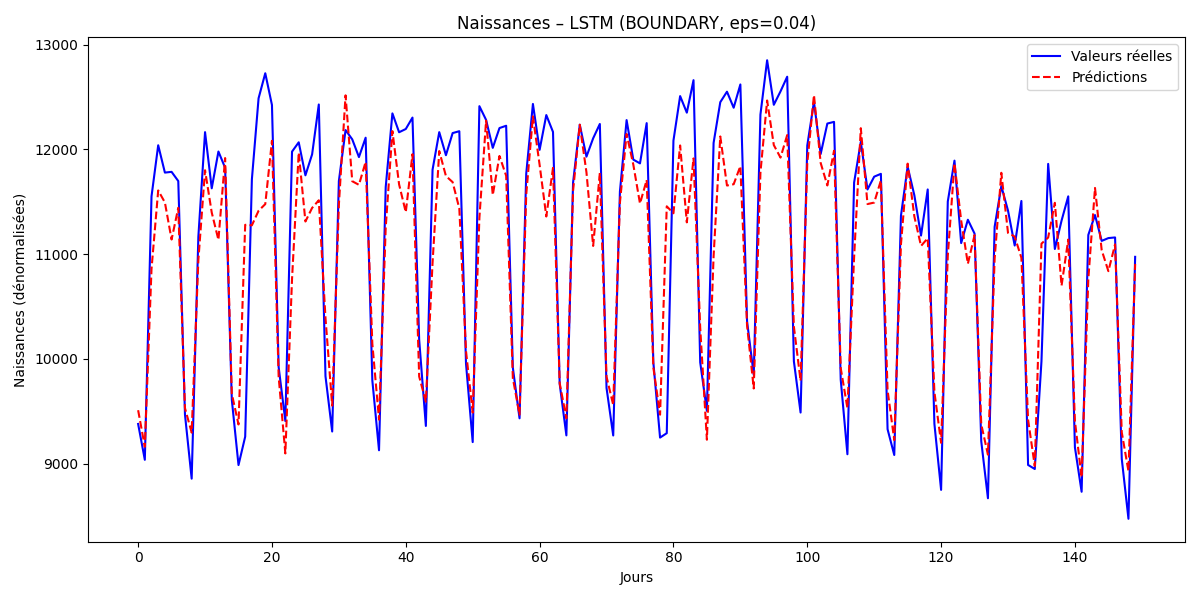 Naissances – LSTM (BOUNDARY, eps=0.04)
Valeurs réelles
Prédictions
Naissances (dénormalisées)
13000
12000
11000
10000
9000
0 20 40 60 80 100 120 140
Jours